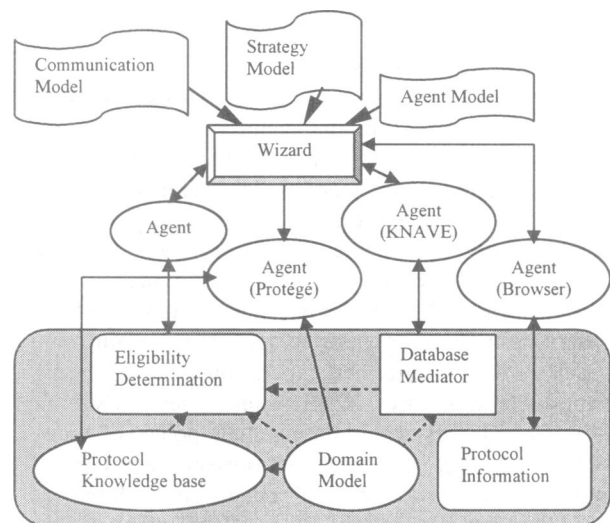 Communication
Model
Strategy
Model
Agent Model
Wizard
Agent
Agent
(KNAVE)
Agent
(Protégé)
Agent
(Browser)
Eligibility
Determination
Database
Mediator
Protocol
Knowledge base
Domain
Model
Protocol
Information